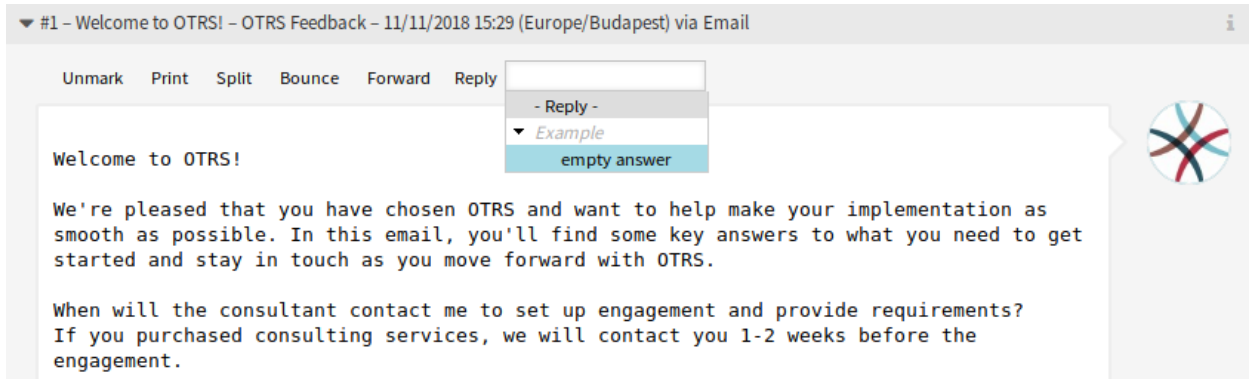 #1 – Welcome to OTRS! – OTRS Feedback – 11/11/2018 15:29 (Europe/Budapest) via Email
Unmark Print Split Bounce Forward Reply
- Reply -
Example
empty answer
Welcome to OTRS!
We're pleased that you have chosen OTRS and want to help make your implementation as
smooth as possible. In this email, you'll find some key answers to what you need to get
started and stay in touch as you move forward with OTRS.
When will the consultant contact me to set up engagement and provide requirements?
If you purchased consulting services, we will contact you 1-2 weeks before the
engagement.